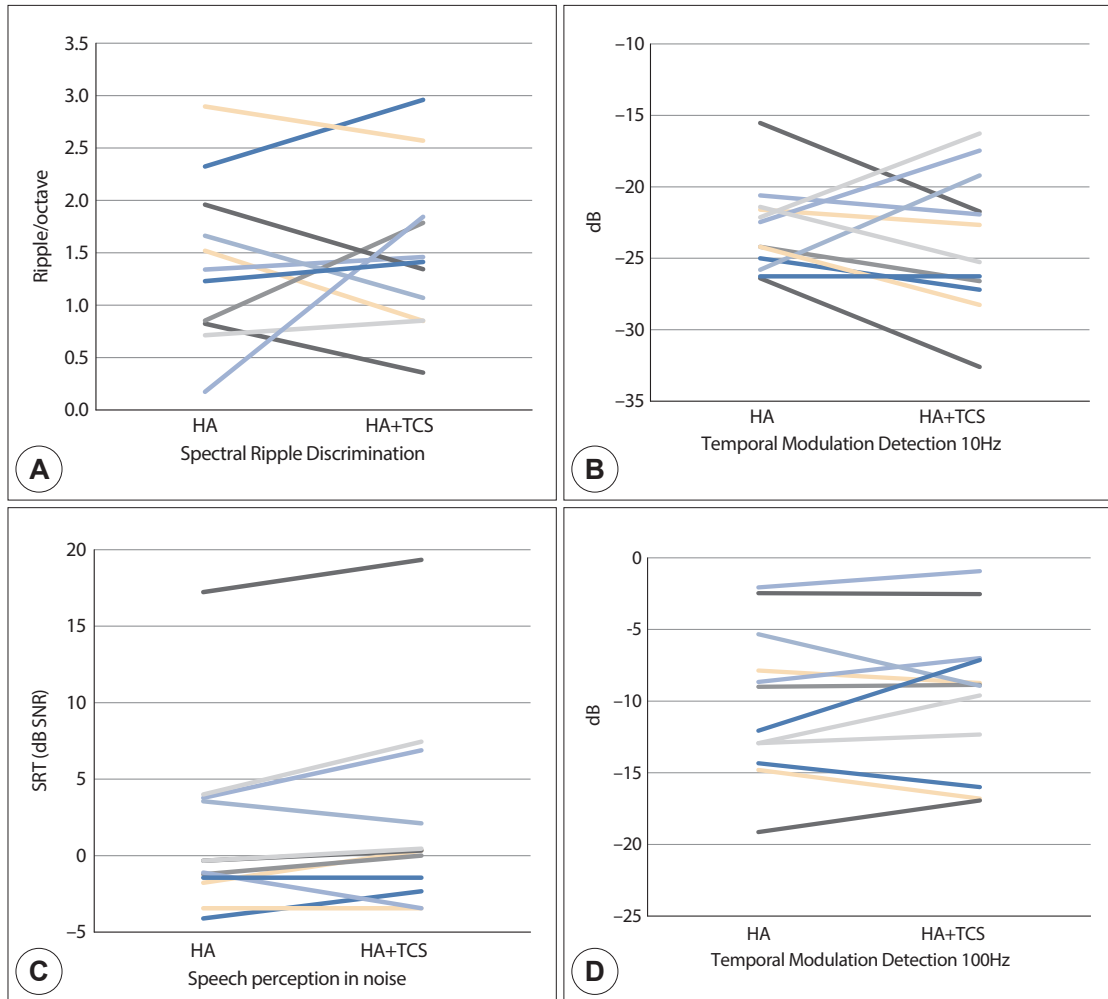 3.5
3.0
2.5
2.0
1.5
1.0
0.5
0.0
Ripple/octave
HA HA+TCS
Spectral Ripple Discrimination
A
−10
−15
−20
−25
−30
−35
dB
HA HA+TCS
Temporal Modulation Detection 10Hz
B
20
15
10
5
0
−5
SRT (dB SNR)
HA HA+TCS
Speech perception in noise
C
0
-5
-10
−15
−20
−25
dB
HA HA+TCS
Temporal Modulation Detection 100Hz
D